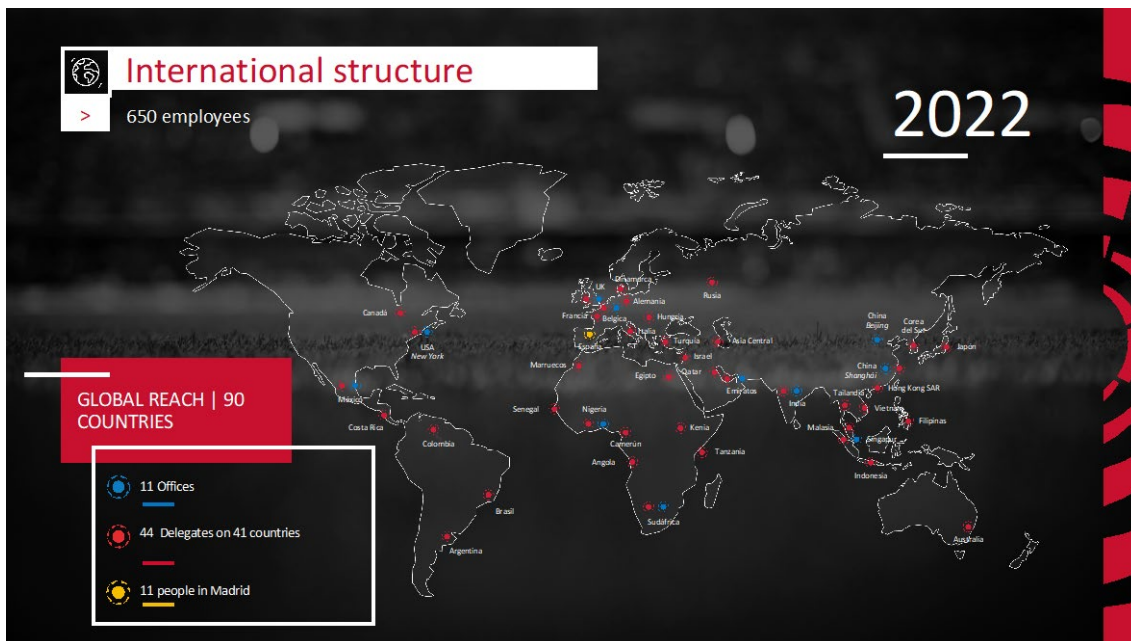 International structure
>
650 employees
2022
Dinamarca
UK
Alemania
Rusia
Canadá
Francia
Belgica
Hungria
China
Beijing
Corea
del Sur
USA
New York
Italia
España
Turquía
Asia Central
Japón
Israel
Marruecos
Egipto
Qatar
Emiratos
China
Shanghái
Hong Kong SAR
GLOBAL REACH | 90
COUNTRIES
México
India
Tailandia
Vietnam
Costa Rica
Senegal
Nigeria
Colombia
Camerún
Kenia
Malasia
Singapur
Filipinas
Angola
Tanzania
Indonesia
11 Offices
Brasil
Sudáfrica
44 Delegates on 41 countries
Argentina
Australia
11 people in Madrid